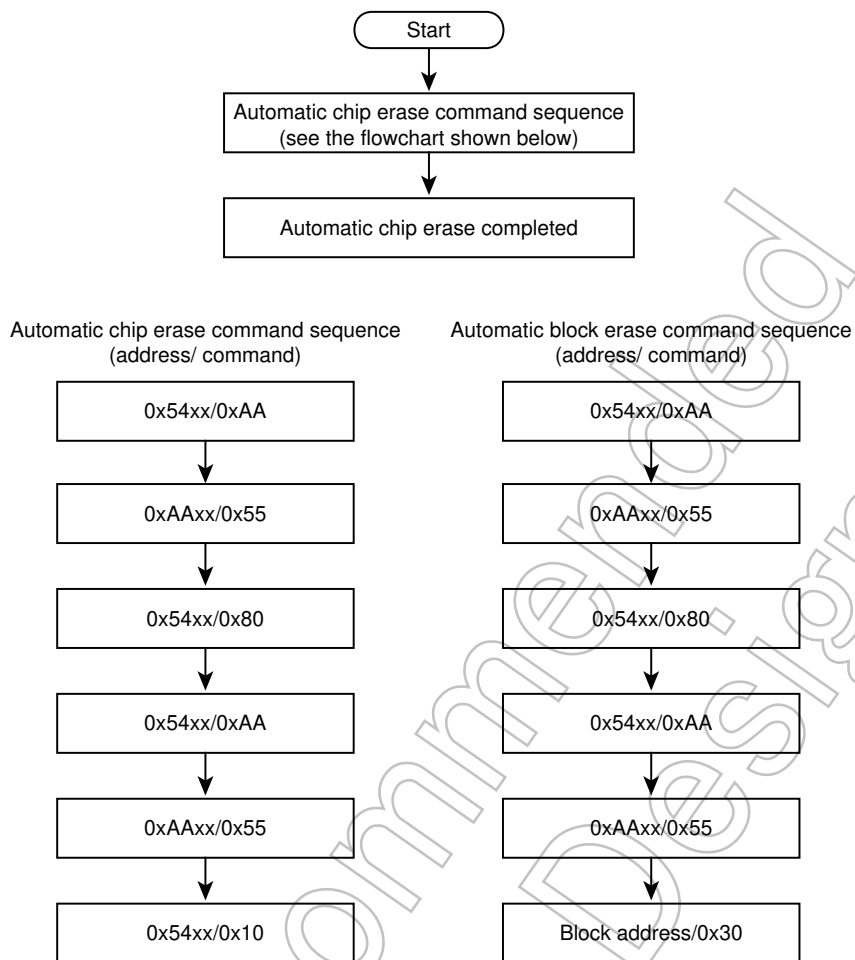 Start
Automatic chip erase command sequence
(see the flowchart shown below)
Automatic chip erase completed
Automatic chip erase command sequence
(address/ command)
0x54xx/0xAA
0xAAxx/0x55
0x54xx/0x80
0x54xx/0xAA
0xAAxx/0x55
0x54xx/0x10
Automatic block erase command sequence
(address/ command)
0x54xx/0xAA
0xAAxx/0x55
0x54xx/0x80
0x54xx/0xAA
0xAAxx/0x55
Block address/0x30
ommended
Design